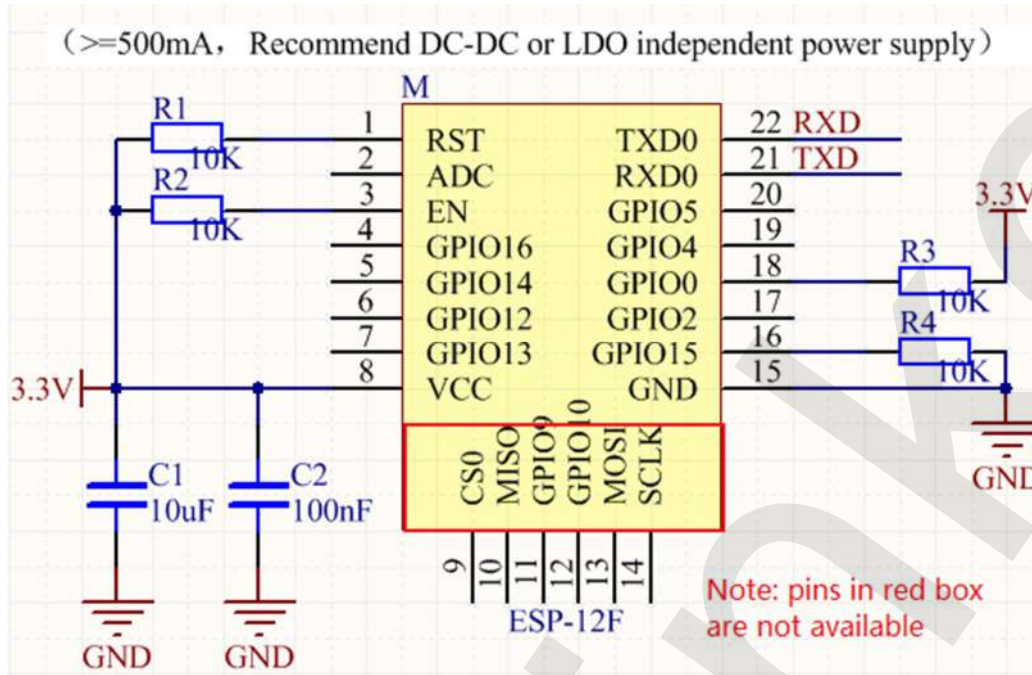 (>=500mA, Recommend DC-DC or LDO independent power supply)
M
R1
10K
R2
10K
1
2
3
4
5
6
7
8
RST
ADC
EN
GPIO16
GPIO14
GPIO12
GPIO13
VCC
TXD0
RXD0
GPIO5
GPIO4
GPIO0
GPIO2
GPIO15
GND
22 RXD
21 TXD
20
19
18
17
16
15
3.3V
R3
10K
R4
10K
GND
3.3V
C1
10uF
C2
100nF
GND
GND
CS0
MISO
GPIO9
GPIO10
MOSI
SCLK
9
10
11
12
13
14
ESP-12F
Note: pins in red box
are not available